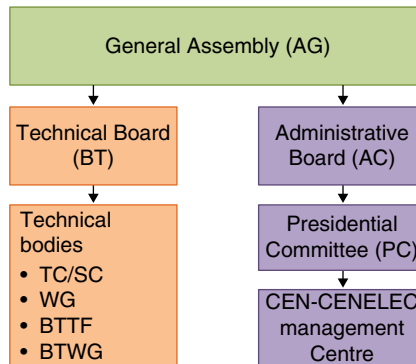 General Assembly (AG)
Technical Board
(BT)
Administrative
Board (AC)
Technical
bodies
• TC/SC
• WG
• BTTF
• BTWG
Presidential
Committee (PC)
CEN-CENELEC
management
Centre